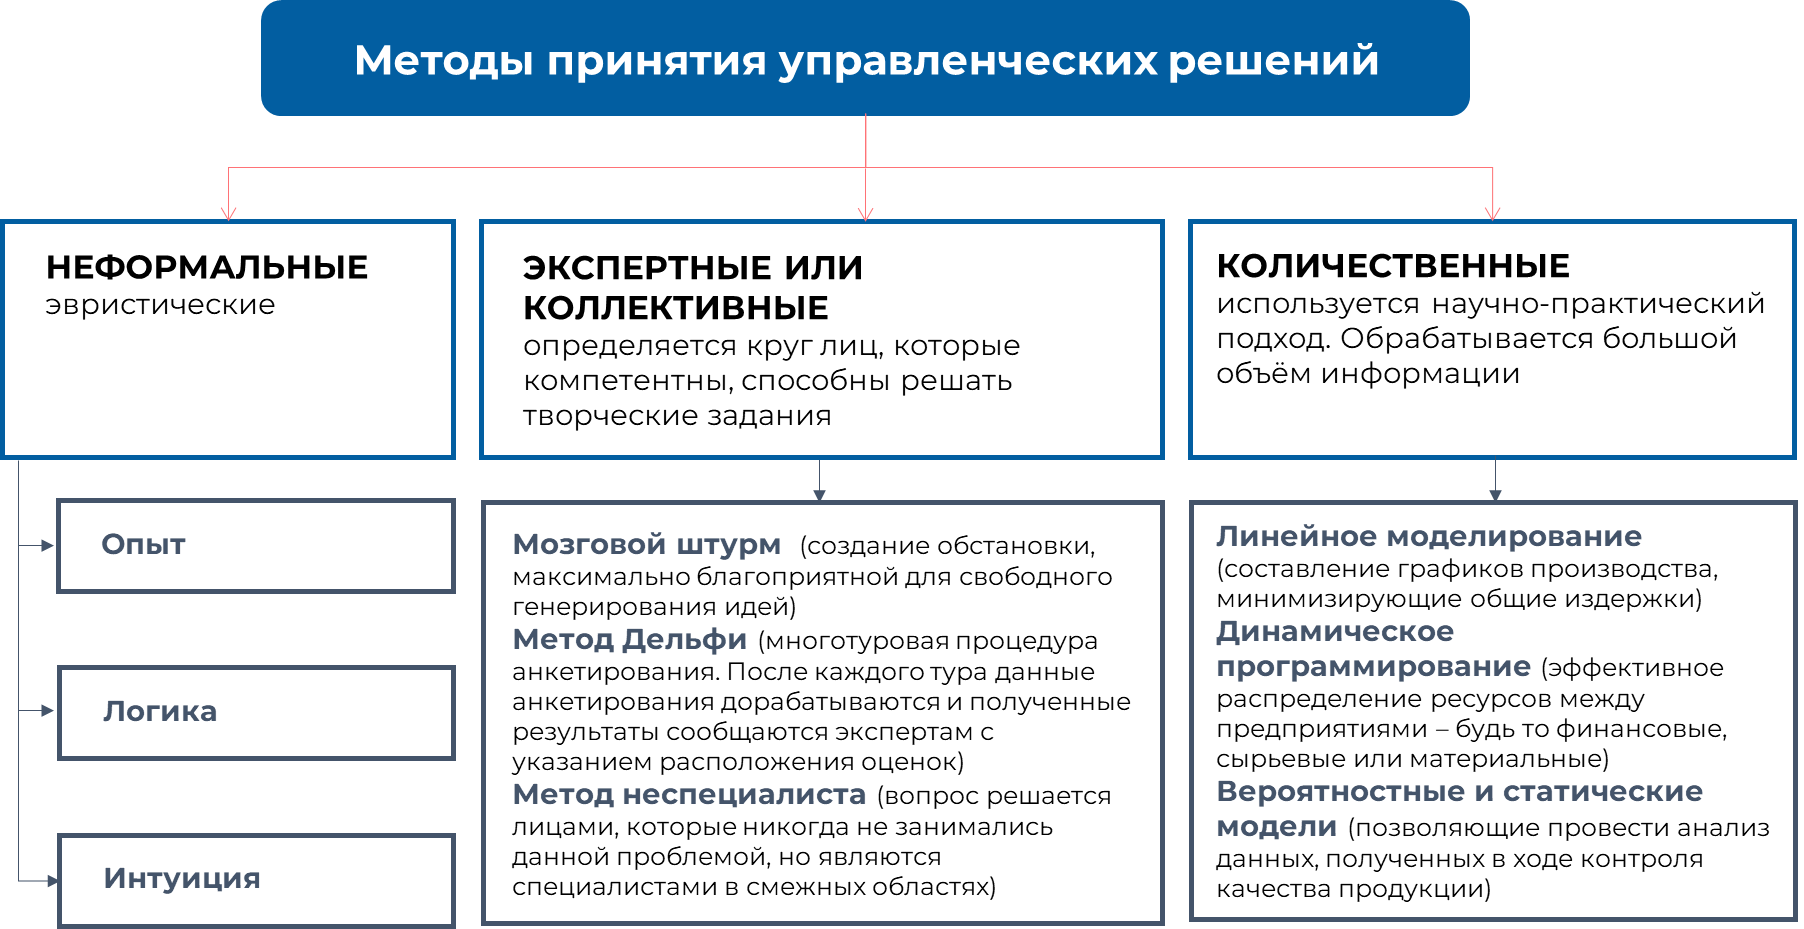 Методы принятия управленческих решений
НЕФОРМАЛЬНЫЕ
эвристические
Опыт
Логика
Интуиция
ЭКСПЕРТНЫЕ ИЛИ
КОЛЛЕКТИВНЫЕ
определяется круг лиц, которые
компетентны, способны решать
творческие задания
Мозговой штурм (создание обстановки,
максимально благоприятной для свободного
генерирования идей)
Метод Дельфи (многотуровая процедура
анкетирования. После каждого тура данные
анкетирования дорабатываются и полученные
результаты сообщаются экспертам с
указанием расположения оценок)
Метод неспециалиста (вопрос решается
лицами, которые никогда не занимались
данной проблемой, но являются
специалистами в смежных областях)
КОЛИЧЕСТВЕННЫЕ
используется научно-практический
подход. Обрабатывается большой
объём информации
Линейное моделирование
(составление графиков производства,
минимизирующие общие издержки)
Динамическое
программирование (эффективное
распределение ресурсов между
предприятиями – будь то финансовые,
сырьевые или материальные)
Вероятностные и статические
модели (позволяющие провести анализ
данных, полученных в ходе контроля
качества продукции)